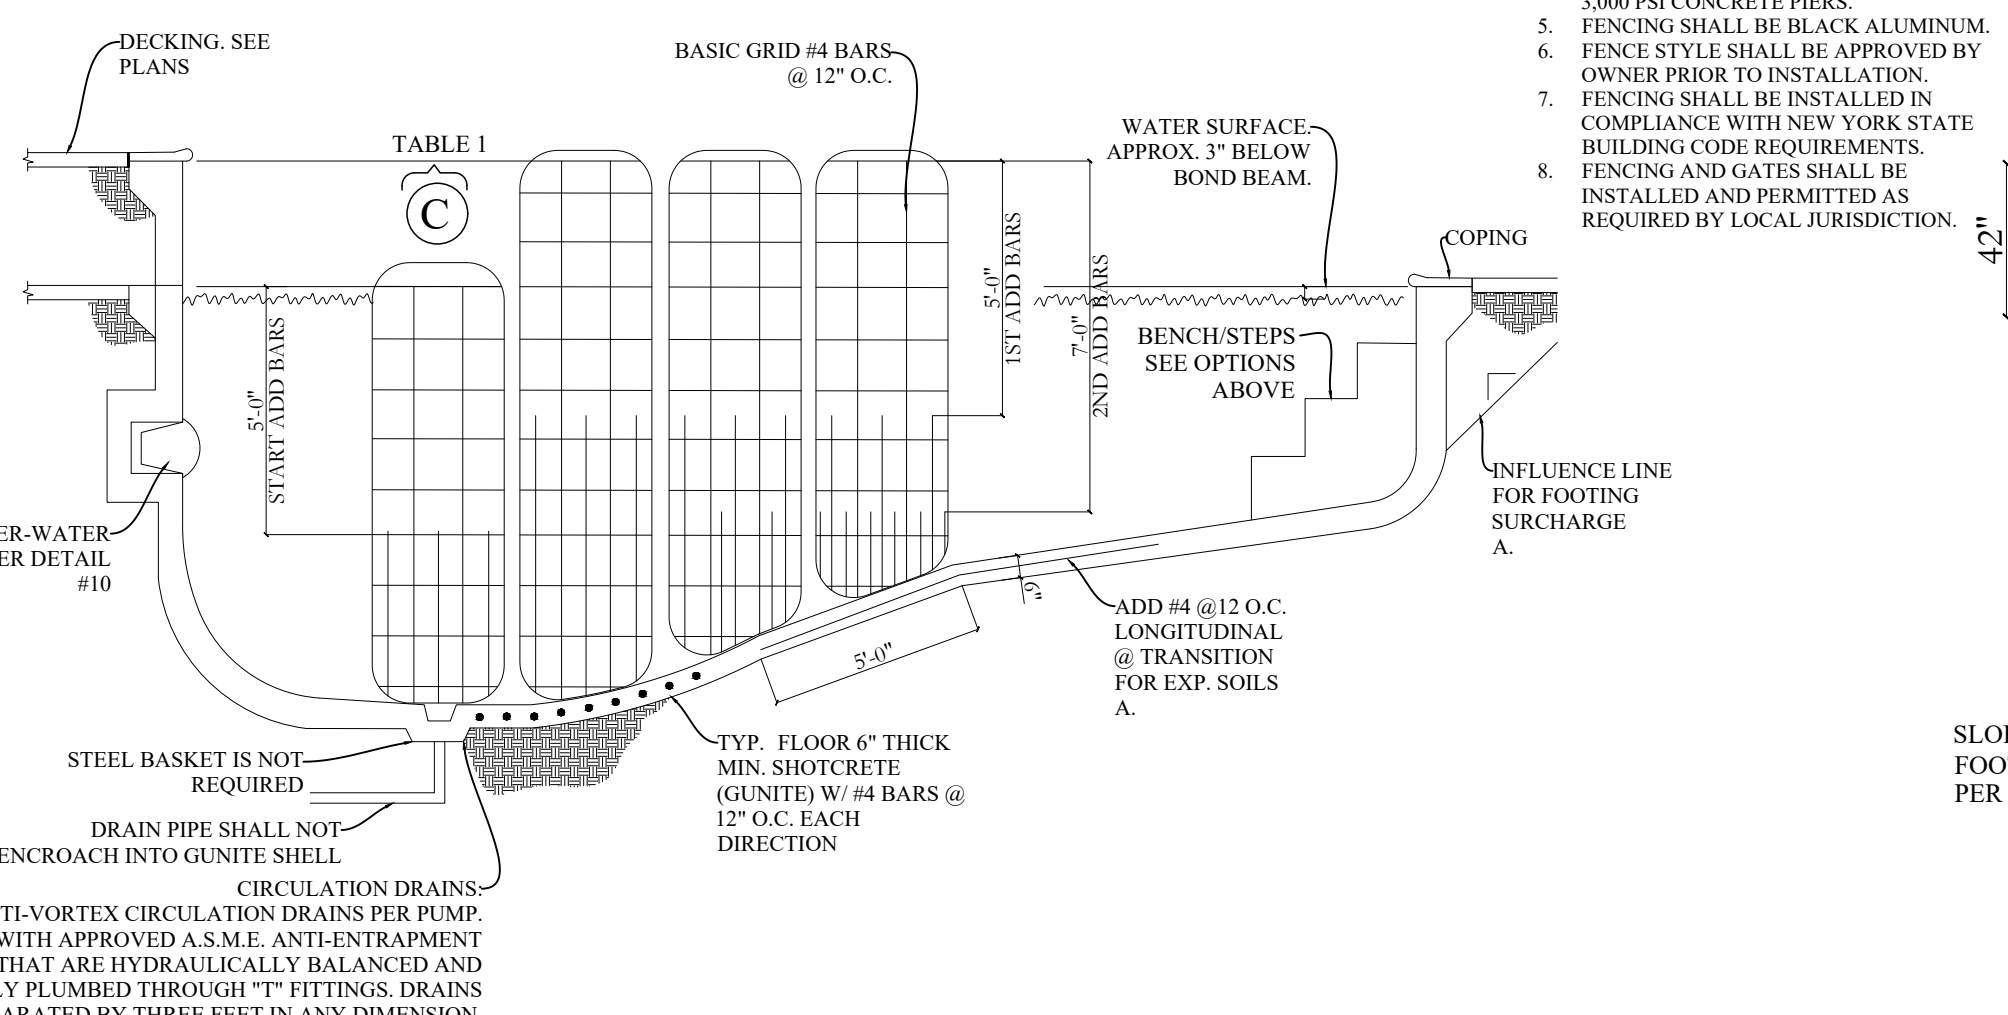 DECKING. SEE
PLANS
BASIC GRID #4 BARS
@ 12" O.C.
TABLE 1
C
WATER SURFACE.
APPROX. 3" BELOW
BOND BEAM.
3,000 PSI CONCRETE PIERS.
5. FENCING SHALL BE BLACK ALUMINUM.
6. FENCE STYLE SHALL BE APPROVED BY
OWNER PRIOR TO INSTALLATION.
7. FENCING SHALL BE INSTALLED IN
COMPLIANCE WITH NEW YORK STATE
BUILDING CODE REQUIREMENTS.
8. FENCING AND GATES SHALL BE
INSTALLED AND PERMITTED AS
REQUIRED BY LOCAL JURISDICTION.
42"
COPING
5'-0"
START ADD BARS
5'-0"
1ST ADD BARS
7'-0"
2ND ADD BARS
BENCH/STEPS
SEE OPTIONS
ABOVE
INFLUENCE LINE
FOR FOOTING
SURCHARGE
A.
ER-WATER
ER DETAIL
#10
6"
5'-0"
ADD #4 @12 O.C.
LONGITUDINAL
@ TRANSITION
FOR EXP. SOILS
A.
TYP. FLOOR 6" THICK
MIN. SHOTCRETE
(GUNITE) W/ #4 BARS @
12" O.C. EACH
DIRECTION
STEEL BASKET IS NOT
REQUIRED
DRAIN PIPE SHALL NOT
ENCROACH INTO GUNITE SHELL
CIRCULATION DRAINS:
TI-VORTEX CIRCULATION DRAINS PER PUMP.
WITH APPROVED A.S.M.E. ANTI-ENTRAPMENT
THAT ARE HYDRAULICALLY BALANCED AND
LY PLUMBED THROUGH "T" FITTINGS. DRAINS
ARATED BY THREE FEET IN ANY DIMENSION.
SLO
FOO
PER